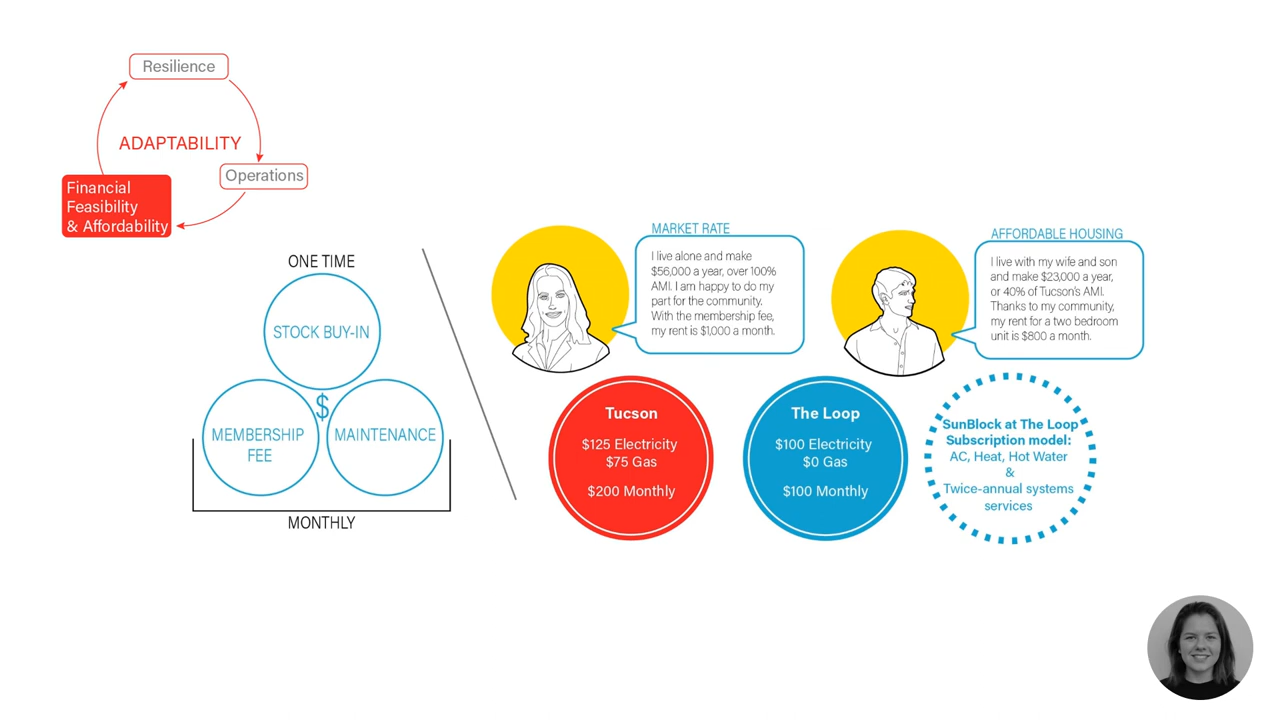 Resilience
ADAPTABILITY
Operations
Financial
Feasibility
& Affordability
ONE TIME
STOCK BUY-IN
$
MEMBERSHIP
FEE
MAINTENANCE
MONTHLY
MARKET RATE
I live alone and make
$56,000 a year, over 100%
AMI. I am happy to do my
part for the community.
With the membership fee,
my rent is $1,000 a month.
AFFORDABLE HOUSING
I live with my wife and son
and make $23,000 a year,
or 40% of Tucson's AMI.
Thanks to my community,
my rent for a two bedroom
unit is $800 a month.
Tucson
$125 Electricity
$75 Gas
$200 Monthly
The Loop
$100 Electricity
$0 Gas
$100 Monthly
SunBlock at The Loop
Subscription model:
AC, Heat, Hot Water
&
Twice-annual systems
services